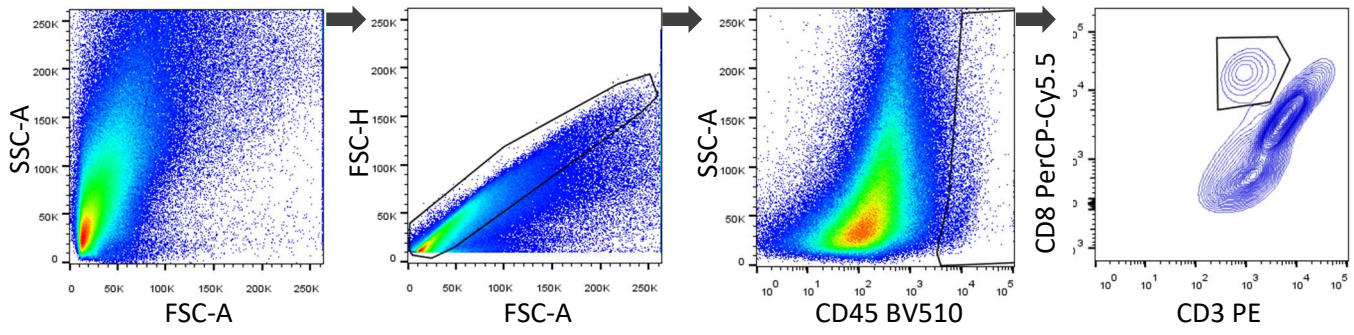 250K
200K
150K
100K
50K
0
SSC-A
0 50K 100K 150K 200K 250K
FSC-A
250K
200K
150K
100K
50K
0
FSC-H
0 50K 100K 150K 200K 250K
FSC-A
250K
200K
150K
100K
50K
0
SSC-A
10^0 10^1 10^2 10^3 10^4 10^5
CD45 BV510
CD8 PerCP-Cy5.5
10^0 10^1 10^2 10^3 10^4 10^5
CD3 PE